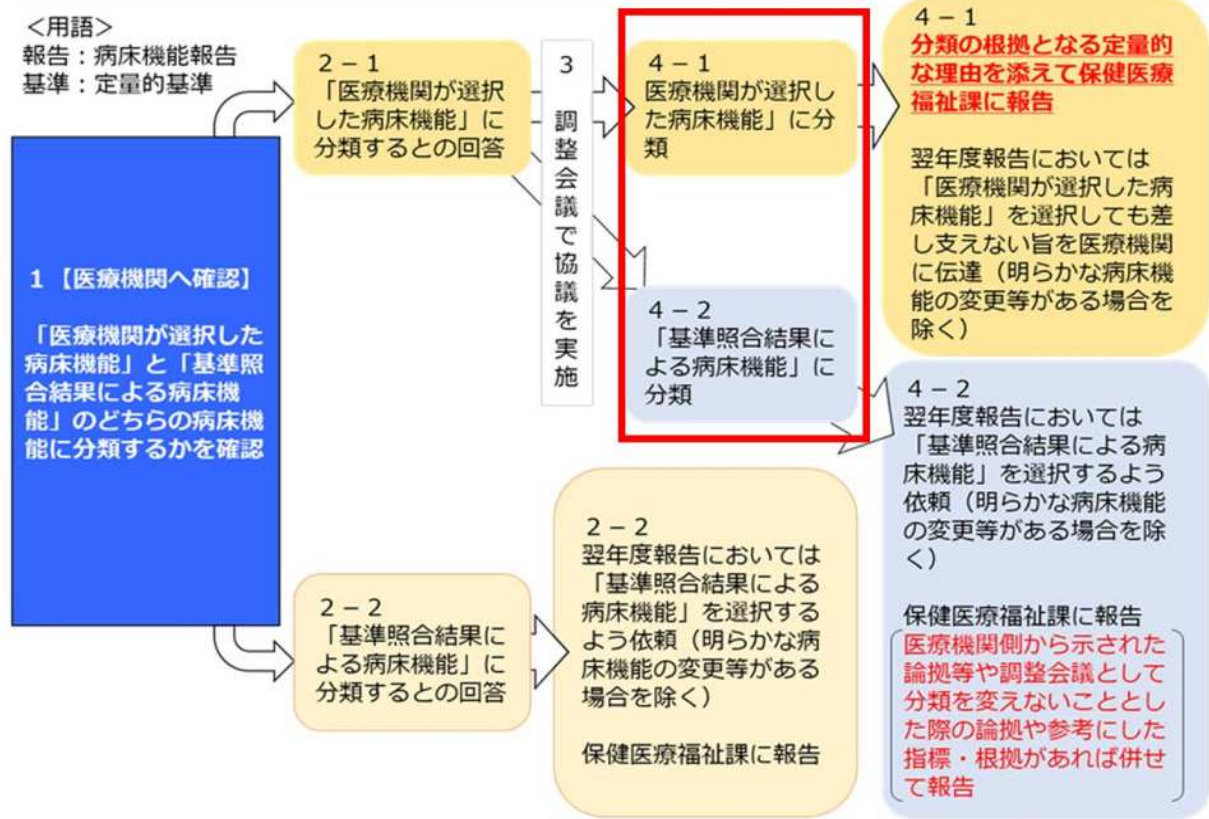 ＜用語＞
報告：病床機能報告
基準：定量的基準
1 【医療機関へ確認】
「医療機関が選択した
病床機能」と「基準照
合結果による病床機
能」のどちらの病床機
能に分類するかを確認
2－1
「医療機関が選択
した病床機能」に
分類するとの回答
2－2
「基準照合結果に
よる病床機能」に
分類するとの回答
3
調整会議で協議を実施
4－1
医療機関が選択し
た病床機能」に分
類
4－2
「基準照合結果に
よる病床機能」に
分類
2－2
翌年度報告においては
「基準照合結果による
病床機能」を選択する
よう依頼（明らかな病
床機能の変更等がある
場合を除く）
保健医療福祉課に報告
4－1
分類の根拠となる定量的
な理由を添えて保健医療
福祉課に報告
翌年度報告においては
「医療機関が選択した病
床機能」を選択しても差
し支えない旨を医療機関
に伝達（明らかな病床機
能の変更等がある場合を
除く）
4－2
翌年度報告においては
「基準照合結果による病
床機能」を選択するよう
依頼（明らかな病床機能
の変更等がある場合を除
く）
保健医療福祉課に報告
医療機関側から示された
論拠等や調整会議として
分類を変えないこととし
た際の論拠や参考にした
指標・根拠があれば併せ
て報告